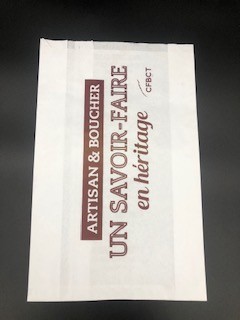 ARTISAN & BOUCHER
UN SAVOIR-FAIRE
en héritage
CFBCT